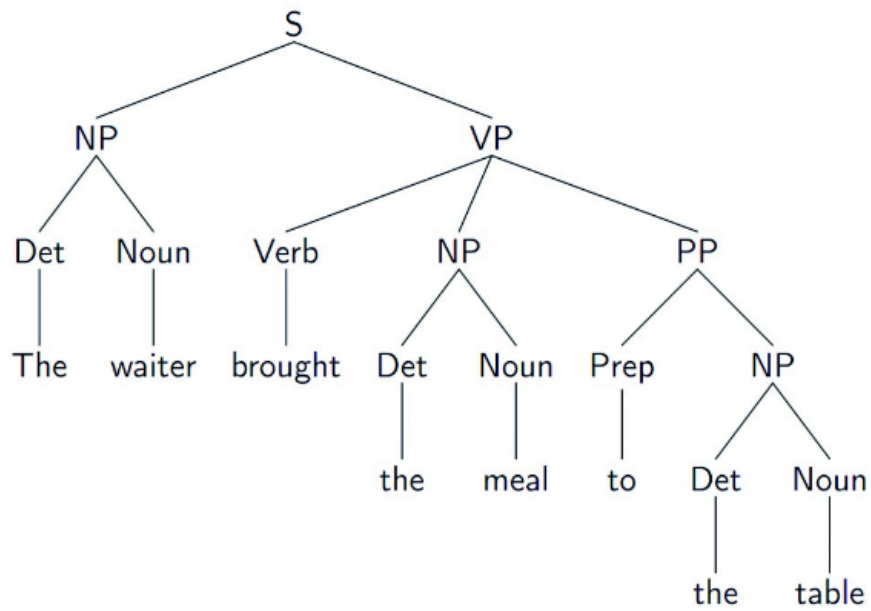 S
NP VP
Det Noun Verb NP PP
The waiter brought Det Noun Prep NP
the meal to Det Noun
the table